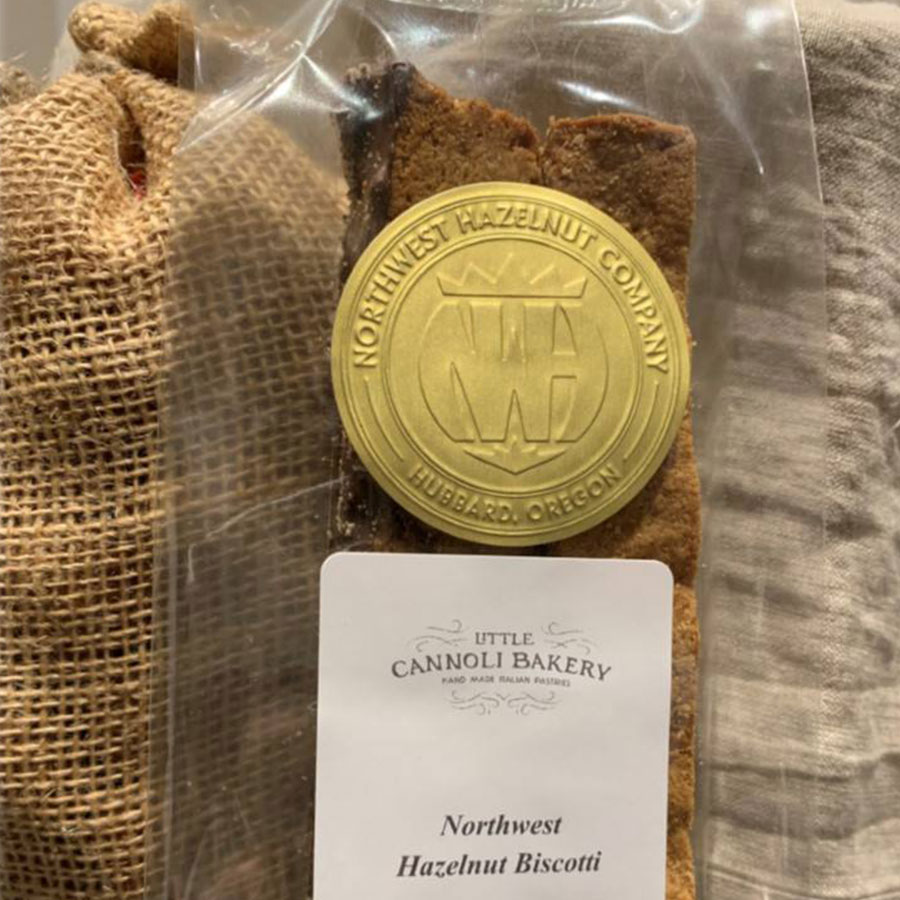 NORTHWEST HAZELNUT COMPANY
NWH
HUBBARD, OREGON
LITTLE
CANNOLI BAKERY
HAND MADE ITALIAN PASTRIES
Northwest
Hazelnut Biscotti